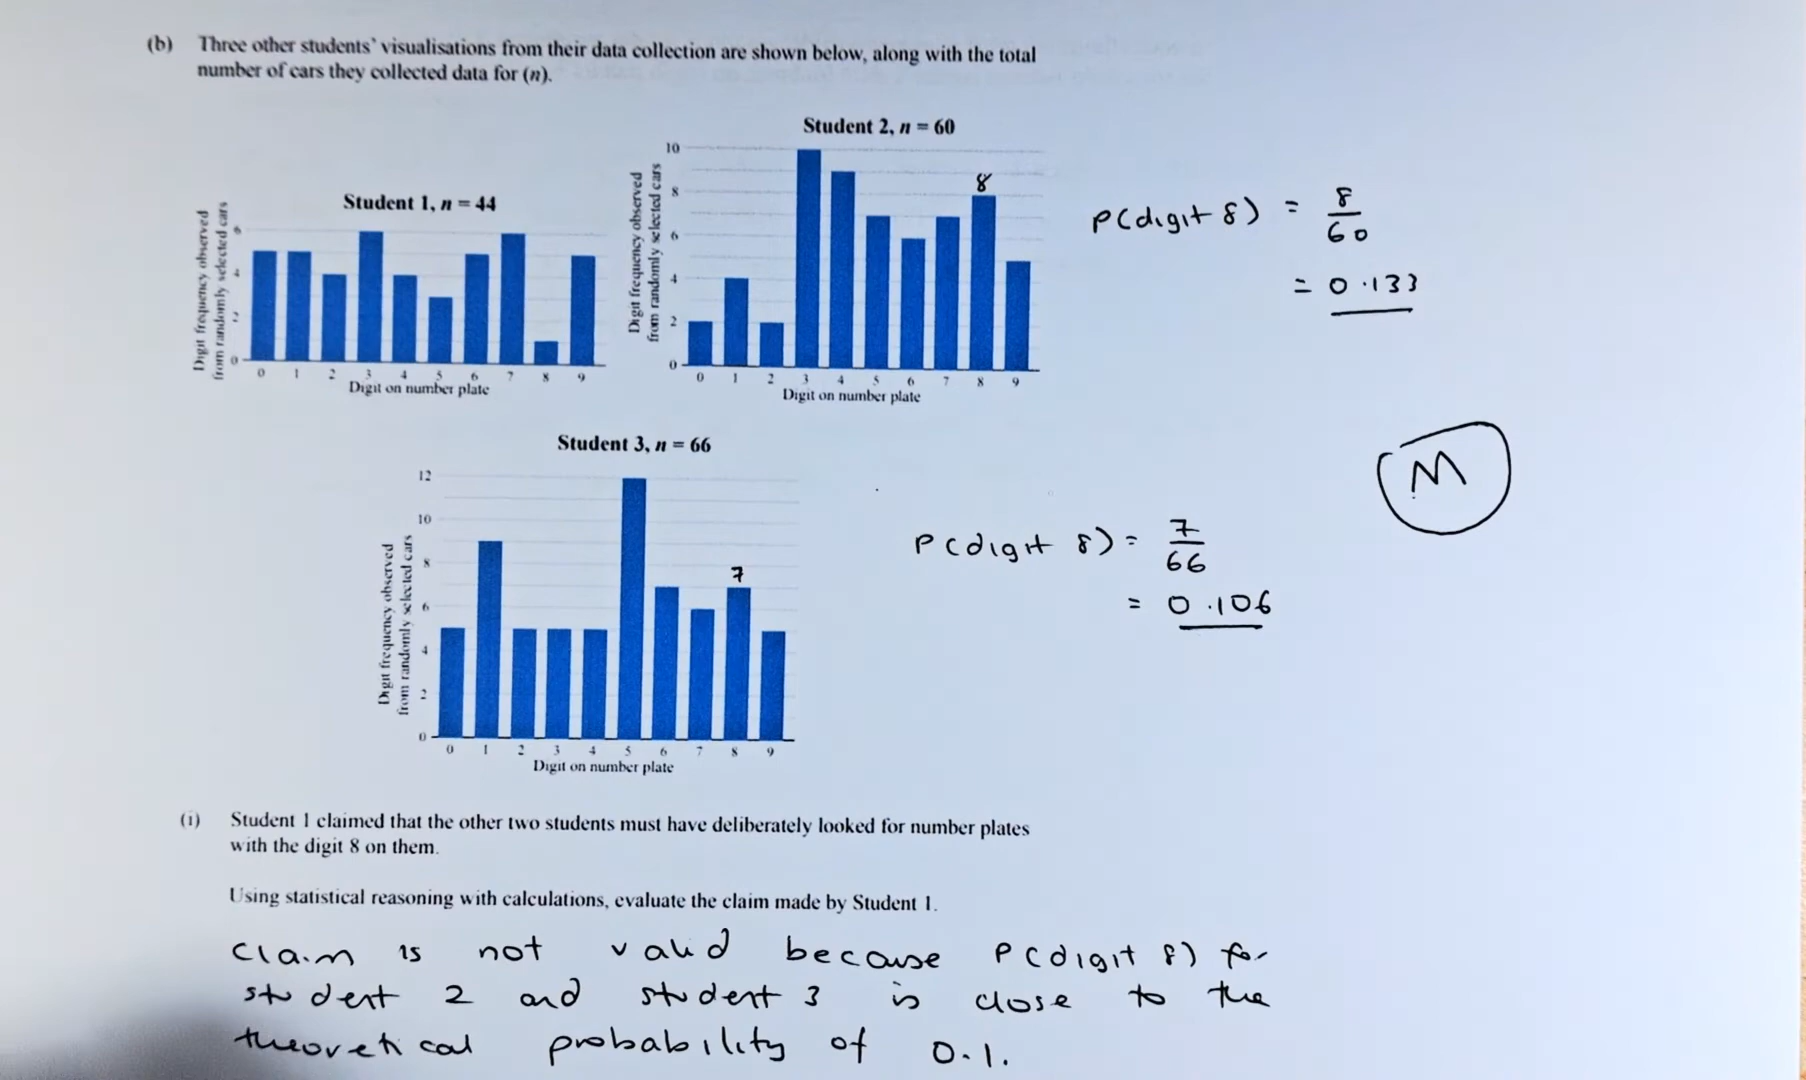 (b) Three other students' visualisations from their data collection are shown below, along with the total
number of cars they collected data for (n).
Student 1, n = 44
Digit frequency observed
from randomly selected cars
6
4
2
0
0 1 2 3 4 5 6 7 8 9
Digit on number plate
Student 2, n = 60
Digit frequency observed
from randomly selected cars
10
8
6
4
2
0
8
0 1 2 3 4 5 6 7 8 9
Digit on number plate
P(digit 8) = 8/60
= 0.133
Student 3, n = 66
Digit frequency observed
from randomly selected cars
12
10
8
6
4
2
0
7
0 1 2 3 4 5 6 7 8 9
Digit on number plate
P(digit 8) = 7/66
= 0.106
M
(i) Student 1 claimed that the other two students must have deliberately looked for number plates
with the digit 8 on them.
Using statistical reasoning with calculations, evaluate the claim made by Student 1.
Claim is not valid because P(digit 8) for
student 2 and student 3 is close to the
theoretical probability of 0.1.